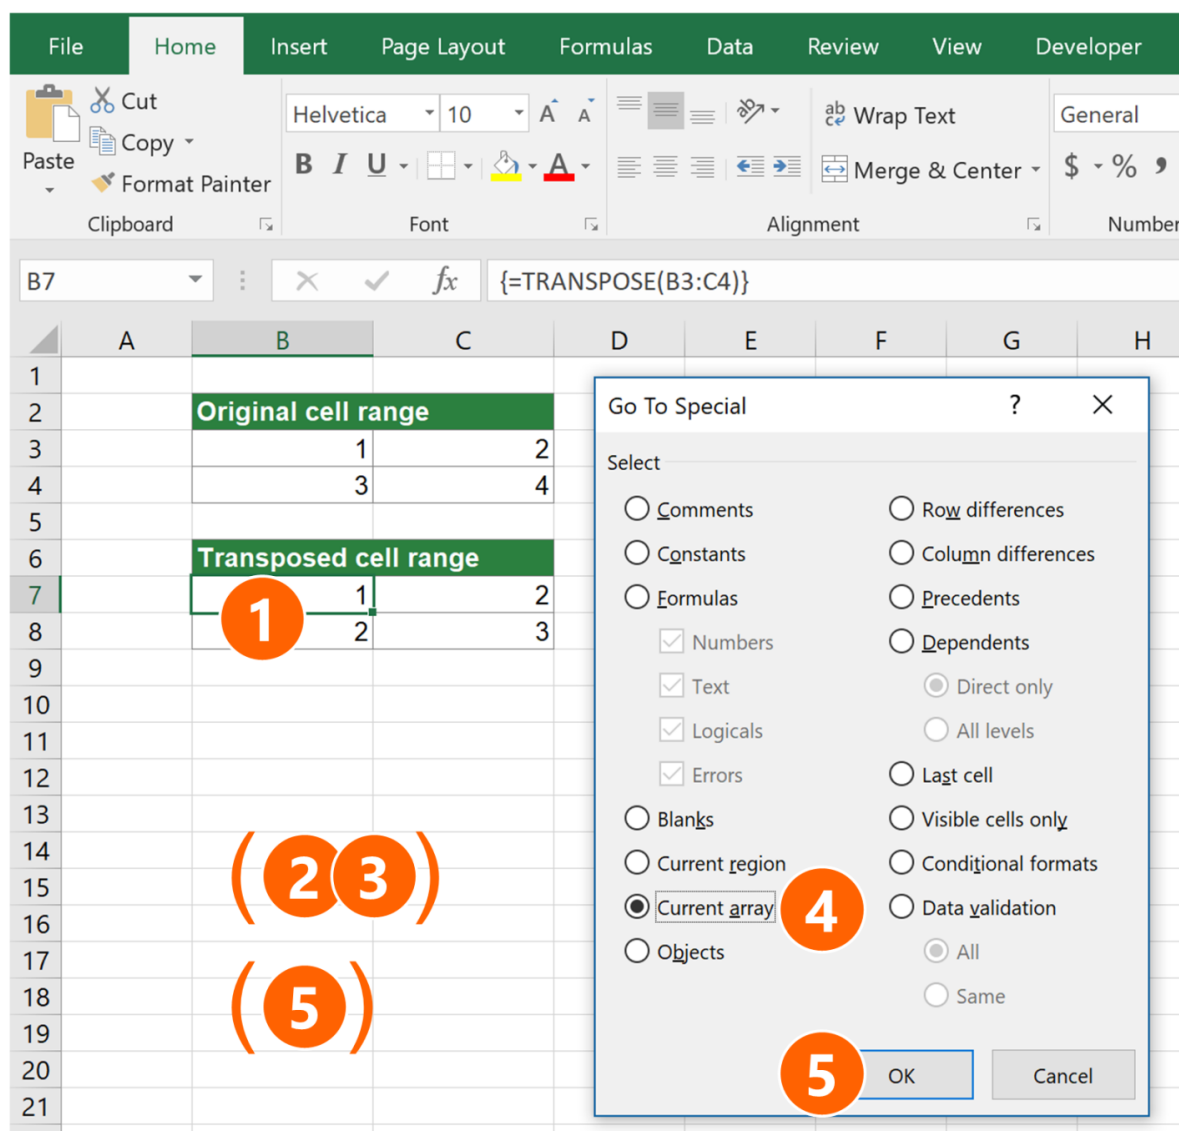 File Home Insert Page Layout Formulas Data Review View Developer
Cut
Copy
Paste
Format Painter
Clipboard
Helvetica 10 A A
B I U A
Font
ab c Wrap Text
Merge & Center
Alignment
General
$ % ,
Number
B7 fx {=TRANSPOSE(B3:C4)}
A B C D E F G H
1
2 Original cell range
3 1 2
4 3 4
5
6 Transposed cell range
7 1 2
8 2 3
9
10
11
12
13
14
15
16
17
18
19
20
21
1
(2 3)
(5)
Go To Special ? X
Select
Comments
Constants
Formulas
Numbers
Text
Logicals
Errors
Blanks
Current region
Current array 4
Objects
Row differences
Column differences
Precedents
Dependents
Direct only
All levels
Last cell
Visible cells only
Conditional formats
Data validation
All
Same
5 OK Cancel